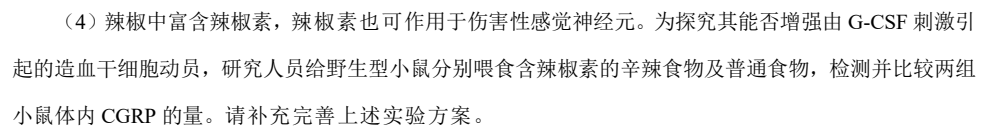 （4）辣椒中富含辣椒素，辣椒素也可作用于伤害性感觉神经元。为探究其能否增强由 G-CSF 刺激引
起的造血干细胞动员，研究人员给野生型小鼠分别喂食含辣椒素的辛辣食物及普通食物，检测并比较两组
小鼠体内 CGRP 的量。请补充完善上述实验方案。